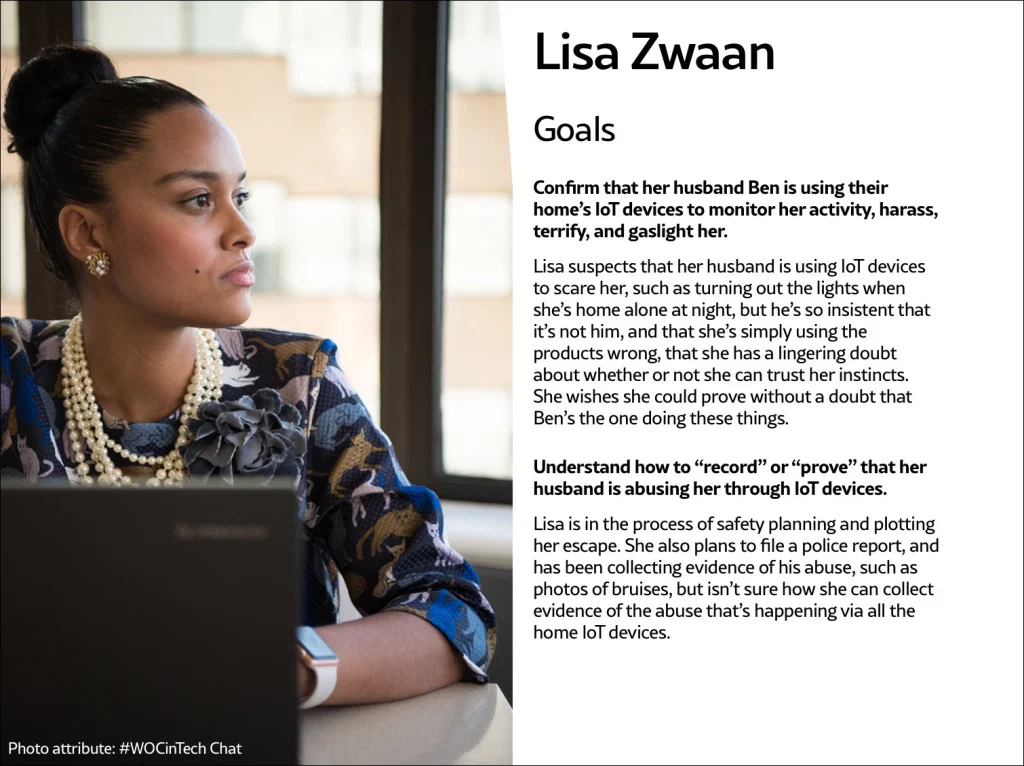 Lisa Zwaan
Goals
Confirm that her husband Ben is using their
home’s IoT devices to monitor her activity, harass,
terrify, and gaslight her.
Lisa suspects that her husband is using IoT devices
to scare her, such as turning out the lights when
she’s home alone at night, but he’s so insistent that
it’s not him, and that she’s simply using the
products wrong, that she has a lingering doubt
about whether or not she can trust her instincts.
She wishes she could prove without a doubt that
Ben’s the one doing these things.
Understand how to “record” or “prove” that her
husband is abusing her through IoT devices.
Lisa is in the process of safety planning and plotting
her escape. She also plans to file a police report, and
has been collecting evidence of his abuse, such as
photos of bruises, but isn’t sure how she can collect
evidence of the abuse that’s happening via all the
home IoT devices.
Photo attribute: #WOCinTech Chat